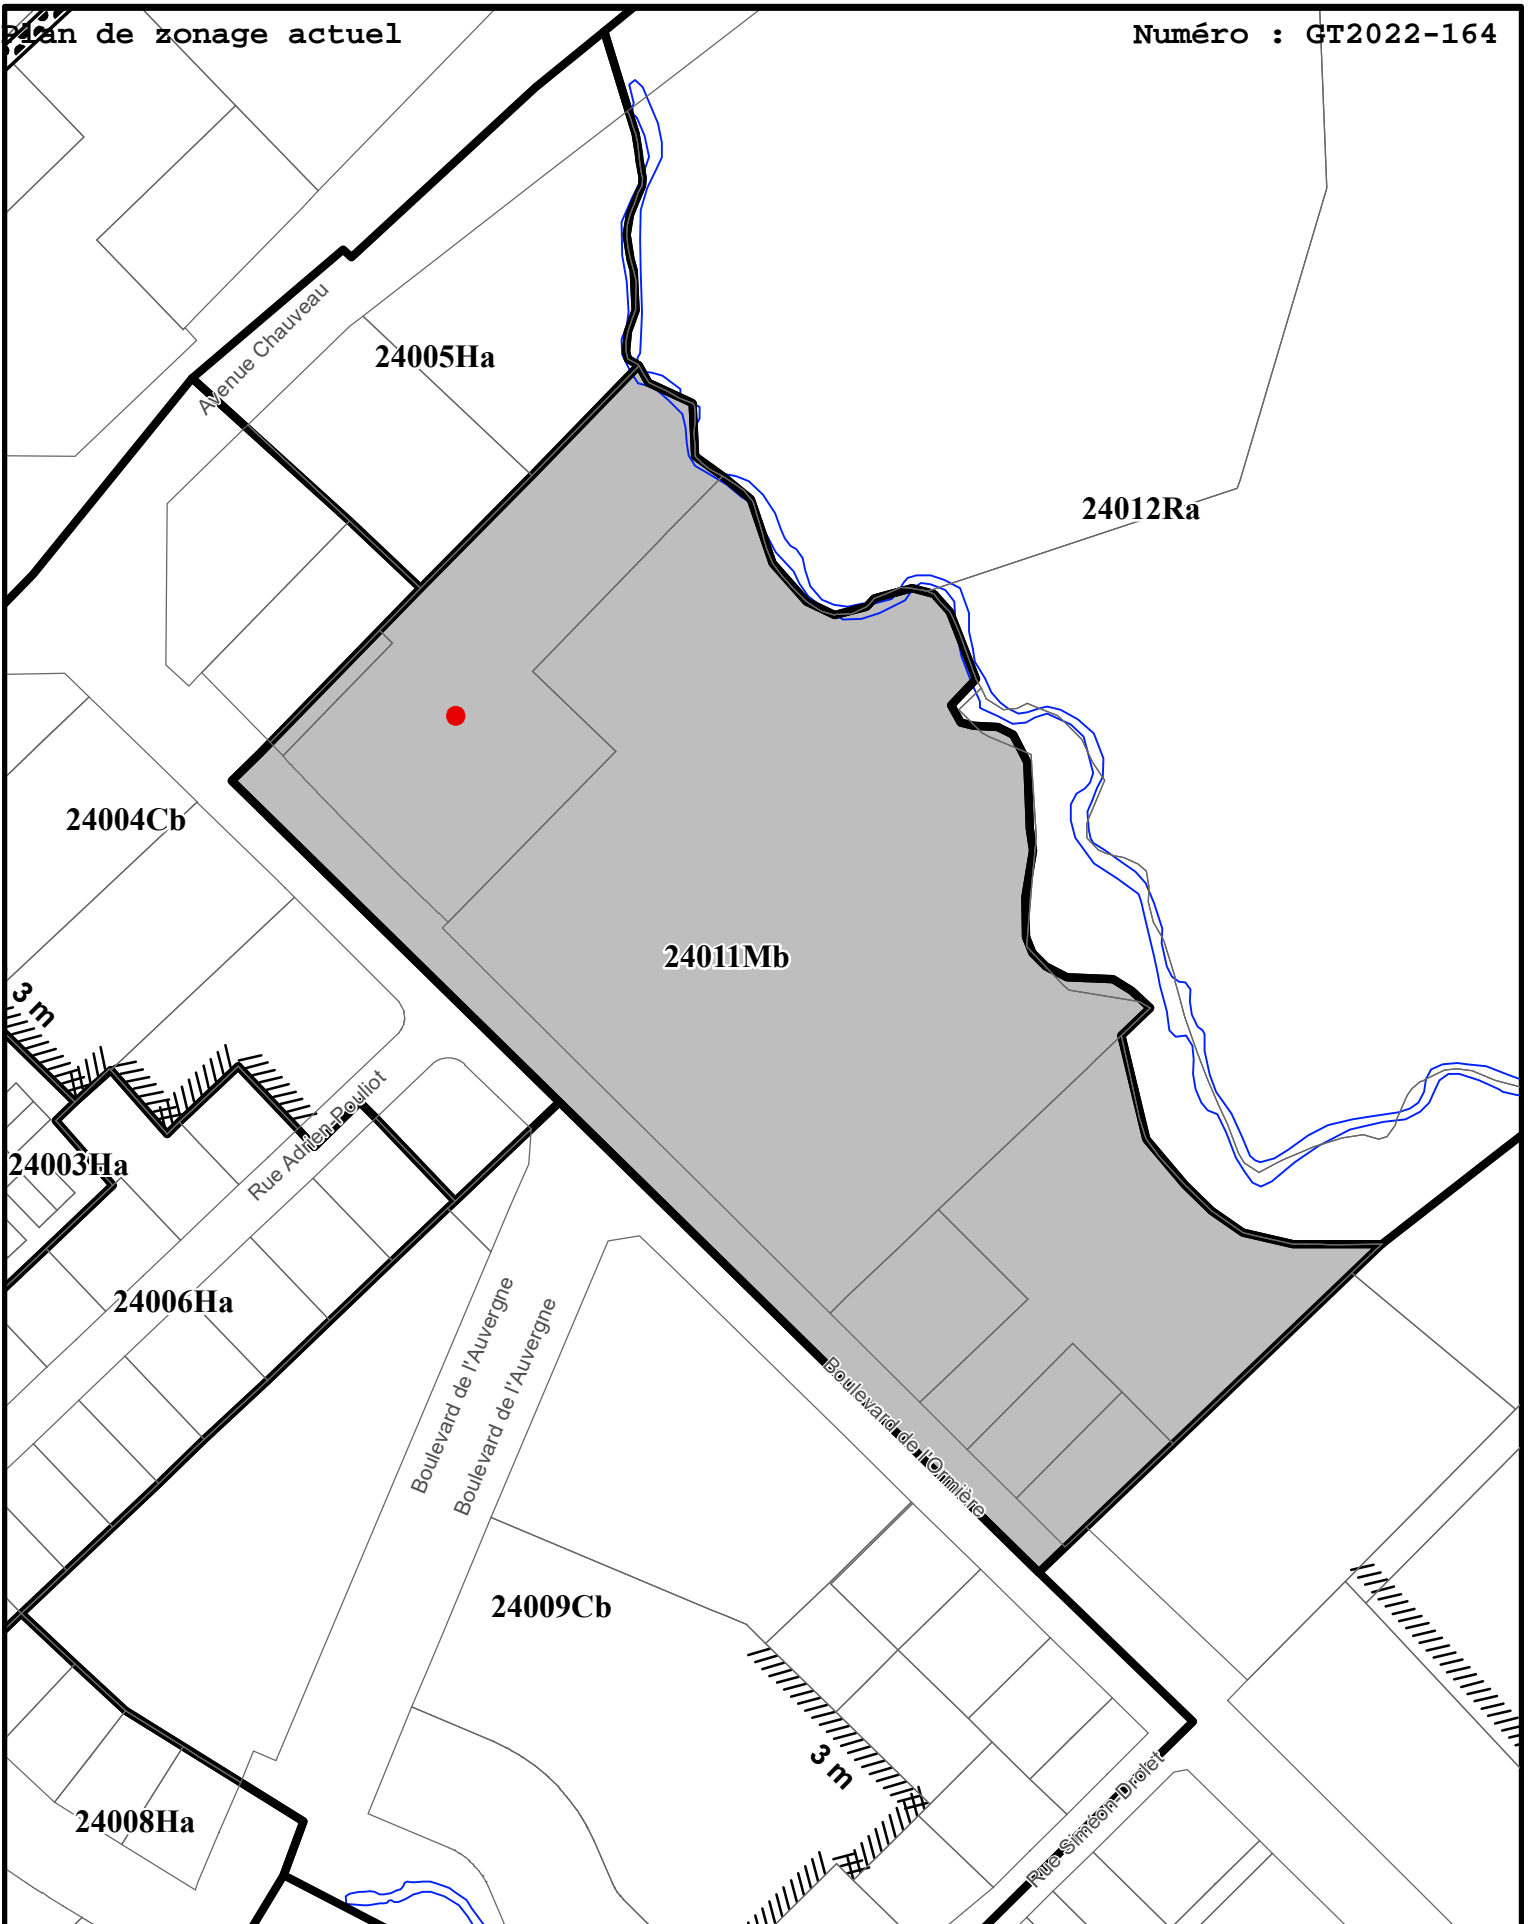 Plan de zonage actuel
Numéro : GT2022-164
Avenue Chauveau
24005Ha
24012Ra
24004Cb
24011Mb
3 m
Rue Adrien-Pouliot
24003Ha
24006Ha
Boulevard de l'Auvergne
Boulevard de l'Auvergne
Boulevard de l'Ormière
24009Cb
3 m
Rue Siméon-Drolet
24008Ha